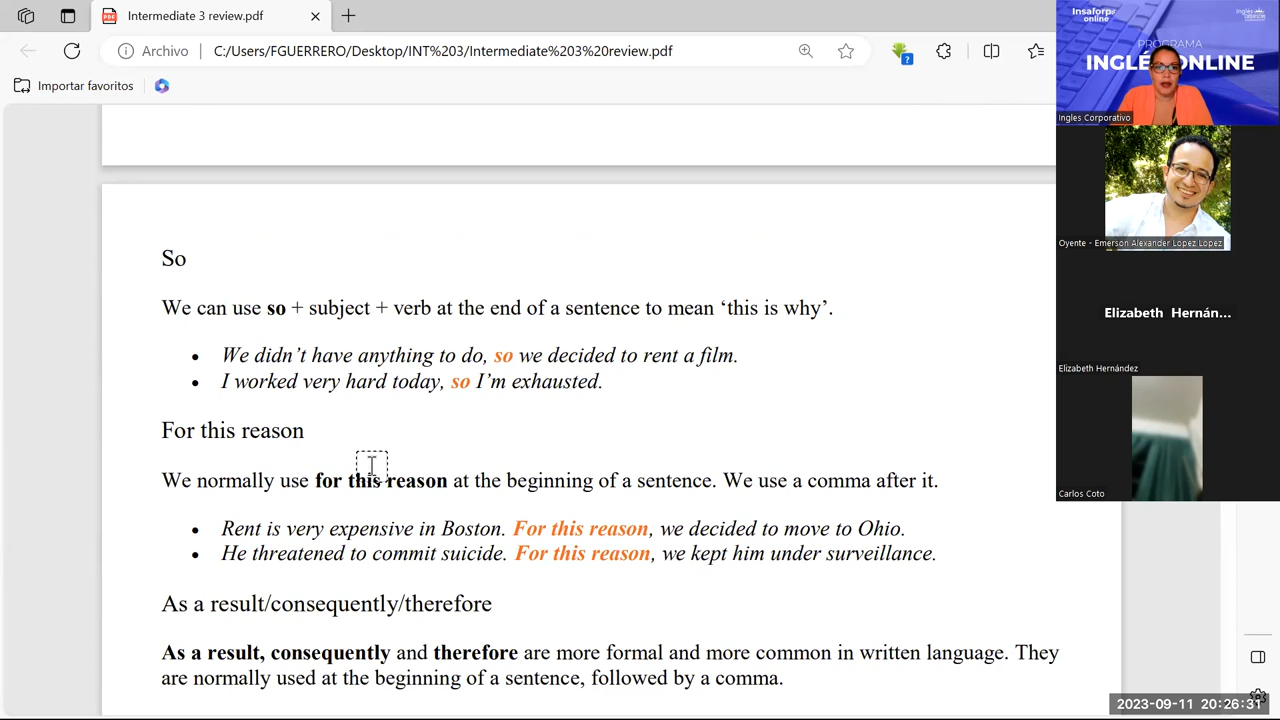 Intermediate 3 review.pdf
Archivo
C:/Users/FGUERRERO/Desktop/INT%203/Intermediate%203%20review.pdf
Importar favoritos
So
We can use so + subject + verb at the end of a sentence to mean ‘this is why’.
• We didn’t have anything to do, so we decided to rent a film.
• I worked very hard today, so I’m exhausted.
For this reason
We normally use for this reason at the beginning of a sentence. We use a comma after it.
• Rent is very expensive in Boston. For this reason, we decided to move to Ohio.
• He threatened to commit suicide. For this reason, we kept him under surveillance.
As a result/consequently/therefore
As a result, consequently and therefore are more formal and more common in written language. They
are normally used at the beginning of a sentence, followed by a comma.
Insaforp
online
PROGRAMA
INGLÉS ONLINE
Ingles Corporativo
Oyente - Emerson Alexander Lopez Lopez
Elizabeth Hernán...
Elizabeth Hernández
Carlos Coto
2023-09-11 20:26:31